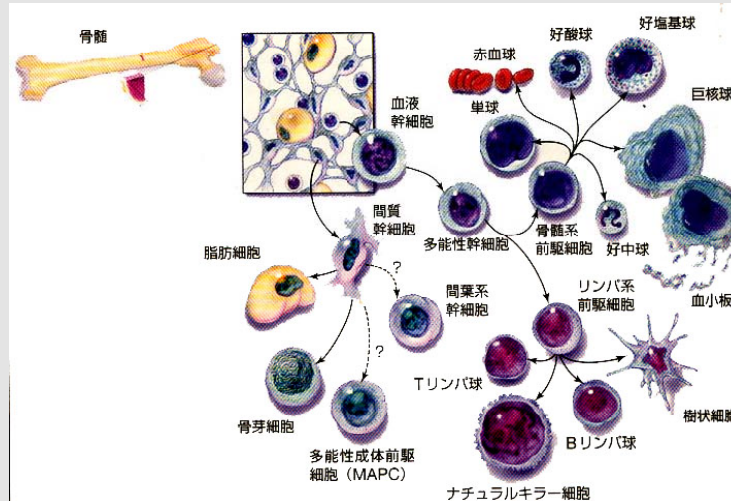 骨髄
赤血球
好酸球
好塩基球
巨核球
単球
血液
幹細胞
多能性幹細胞
骨髄系
前駆細胞
好中球
血小板
間質
幹細胞
脂肪細胞
?
間葉系
幹細胞
リンパ系
前駆細胞
?
Tリンパ球
骨芽細胞
多能性成体前駆
細胞(MAPC)
Bリンパ球
樹状細胞
ナチュラルキラー細胞